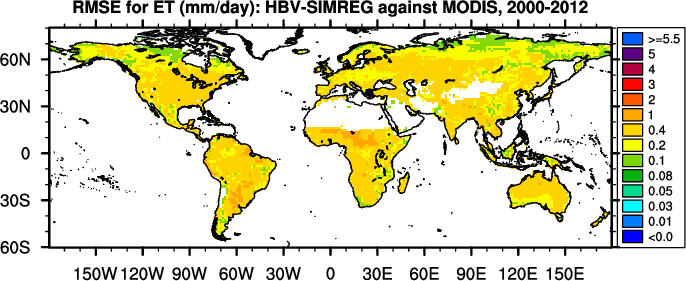 RMSE for ET (mm/day): HBV-SIMREG against MODIS, 2000-2012
60N
30N
0
30S
60S
150W 120W 90W 60W 30W 0 30E 60E 90E 120E 150E
>=5.5
5
4
3
2
1
0.4
0.2
0.1
0.08
0.05
0.03
0.01
<0.0